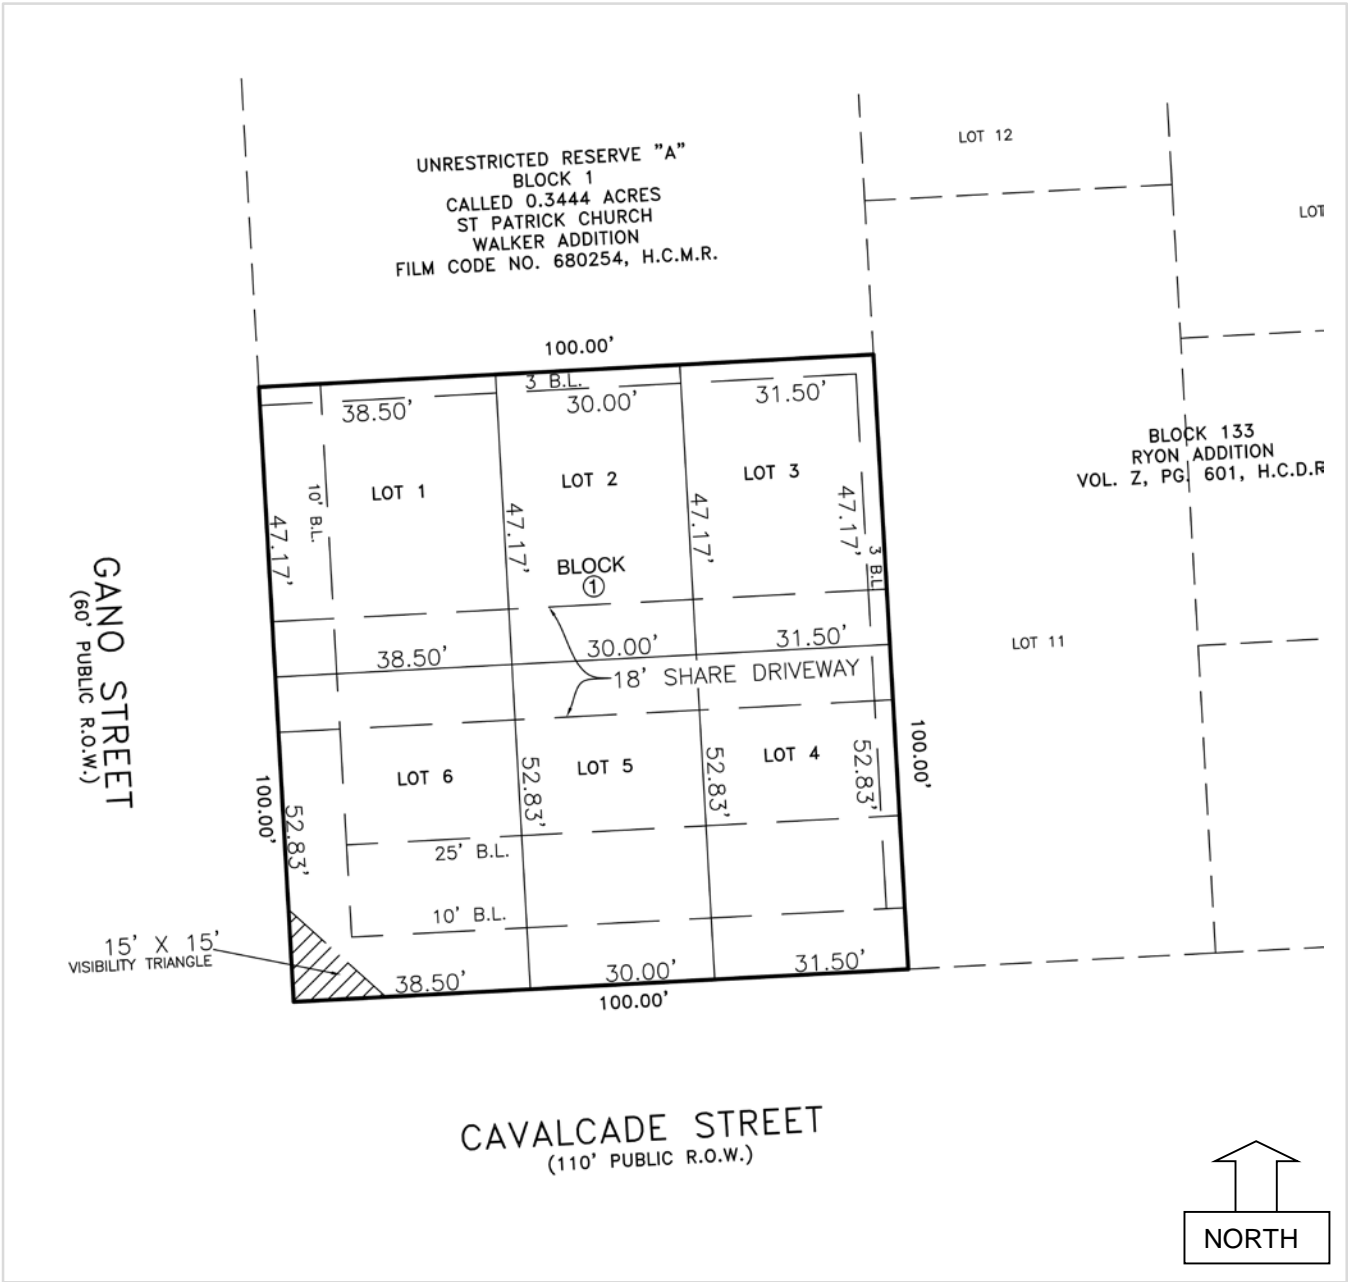 LOT 12
UNRESTRICTED RESERVE "A"
BLOCK 1
CALLED 0.3444 ACRES
ST PATRICK CHURCH
WALKER ADDITION
FILM CODE NO. 680254, H.C.M.R.
LOT
100.00'
3 B.L.
38.50'
30.00'
31.50'
BLOCK 133
RYON ADDITION
VOL. Z, PG. 601, H.C.D.R
LOT 1
LOT 2
LOT 3
10' B.L.
47.17'
47.17'
47.17'
47.17'
3 B.L
BLOCK
1
GANO STREET
(60' PUBLIC R.O.W.)
38.50'
30.00'
31.50'
LOT 11
18' SHARE DRIVEWAY
LOT 6
LOT 5
LOT 4
100.00'
52.83'
52.83'
52.83'
52.83'
100.00'
25' B.L.
10' B.L.
15' X 15'
VISIBILITY TRIANGLE
38.50'
30.00'
31.50'
100.00'
CAVALCADE STREET
(110' PUBLIC R.O.W.)
NORTH